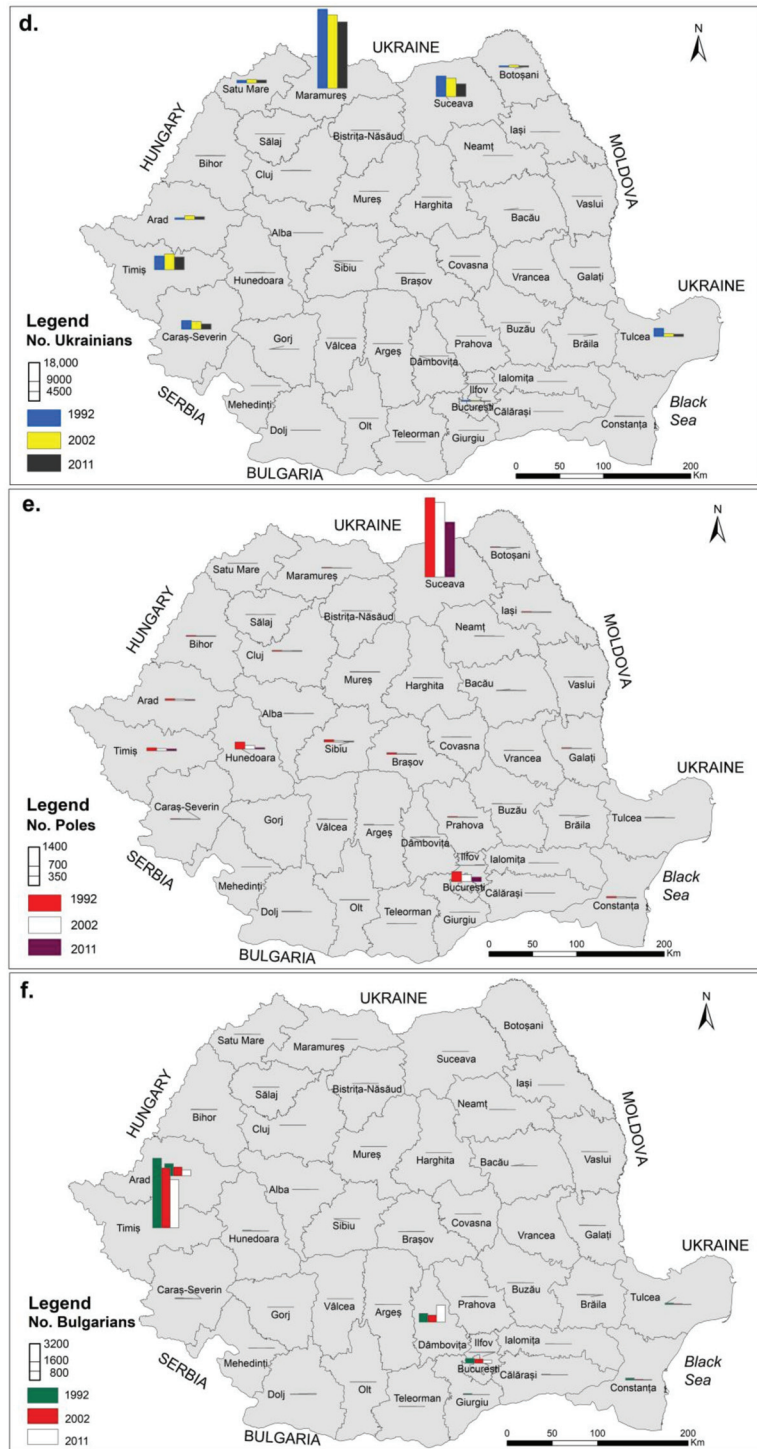 d.
UKRAINE
N
Botoșani
Satu Mare
Maramureș
Suceava
HUNGARY
Sălaj
Bistrița-Năsăud
Iași
MOLDOVA
Bihor
Cluj
Neamț
Mureș
Harghita
Vaslui
Arad
Alba
Bacău
Timiș
Hunedoara
Sibiu
Brașov
Covasna
Vrancea
Galați
UKRAINE
Legend
No. Ukrainians
18,000
9000
4500
1992
2002
2011
Caraș-Severin
Gorj
Vâlcea
Argeș
Prahova
Buzău
Brăila
Tulcea
Dâmbovița
SERBIA
Mehedinți
Ilfov
Ialomița
București
Călărași
Black
Sea
Dolj
Olt
Teleorman
Giurgiu
Constanța
BULGARIA
0 50 100 200
Km
e.
UKRAINE
N
Botoșani
Satu Mare
Maramureș
Suceava
HUNGARY
Sălaj
Bistrița-Năsăud
Iași
MOLDOVA
Bihor
Cluj
Neamț
Mureș
Harghita
Bacău
Vaslui
Arad
Alba
Timiș
Hunedoara
Sibiu
Brașov
Covasna
Vrancea
Galați
UKRAINE
Legend
No. Poles
1400
700
350
1992
2002
2011
Caraș-Severin
Gorj
Vâlcea
Argeș
Prahova
Buzău
Brăila
Tulcea
Dâmbovița
SERBIA
Mehedinți
Ilfov
Ialomița
București
Călărași
Black
Sea
Dolj
Olt
Teleorman
Giurgiu
Constanța
BULGARIA
0 50 100 200
Km
f.
UKRAINE
N
Botoșani
Satu Mare
Maramureș
Suceava
HUNGARY
Sălaj
Bistrița-Năsăud
Iași
MOLDOVA
Bihor
Cluj
Neamț
Mureș
Harghita
Bacău
Vaslui
Arad
Alba
Timiș
Hunedoara
Sibiu
Brașov
Covasna
Vrancea
Galați
UKRAINE
Legend
No. Bulgarians
3200
1600
800
1992
2002
2011
Caraș-Severin
Gorj
Vâlcea
Argeș
Prahova
Buzău
Brăila
Tulcea
Dâmbovița
SERBIA
Mehedinți
Ilfov
Ialomița
București
Călărași
Black
Sea
Dolj
Olt
Teleorman
Giurgiu
Constanța
BULGARIA
0 50 100 200
Km